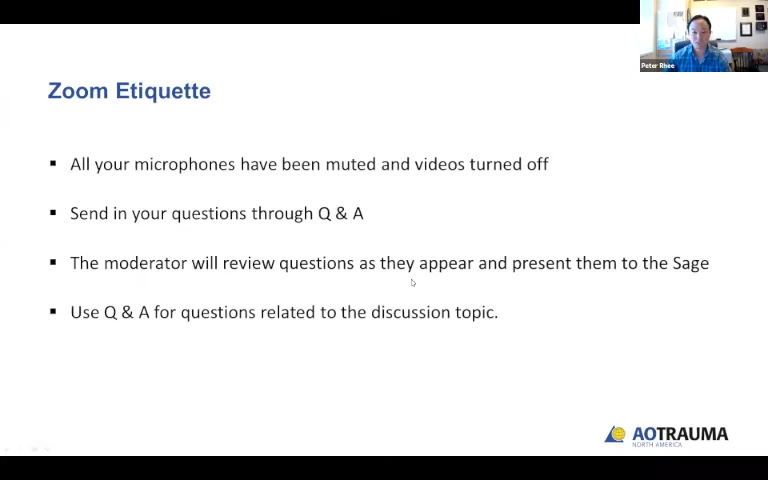 Peter Rhee
Zoom Etiquette
All your microphones have been muted and videos turned off
Send in your questions through Q & A
The moderator will review questions as they appear and present them to the Sage
Use Q & A for questions related to the discussion topic.
AOTRAUMA
NORTH AMERICA